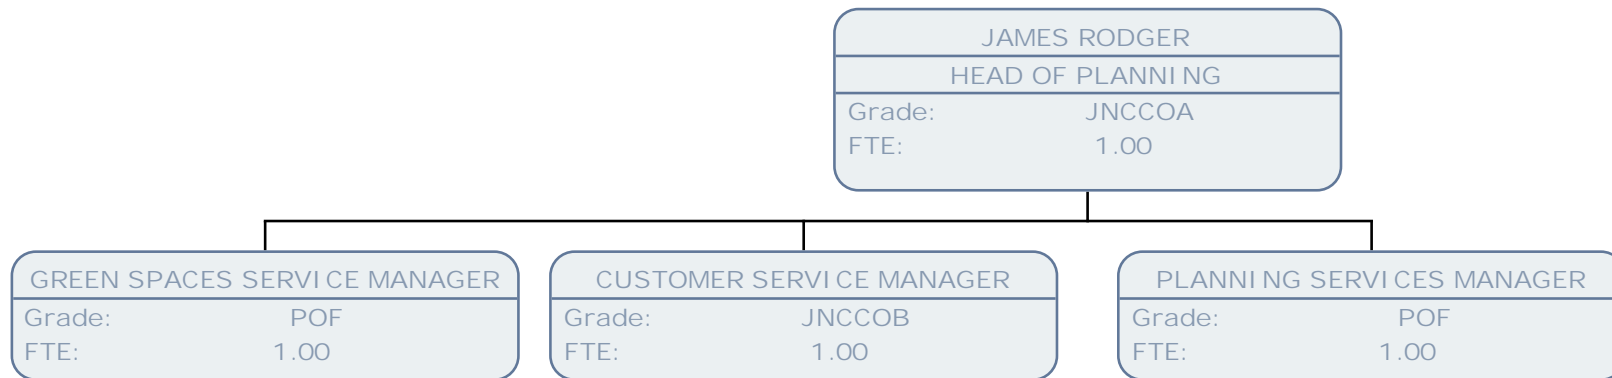 JAMES RODGER
HEAD OF PLANNING
Grade: JNCCOA
FTE: 1.00
GREEN SPACES SERVICE MANAGER
Grade: POF
FTE: 1.00
CUSTOMER SERVICE MANAGER
Grade: JNCCOB
FTE: 1.00
PLANNING SERVICES MANAGER
Grade: POF
FTE: 1.00